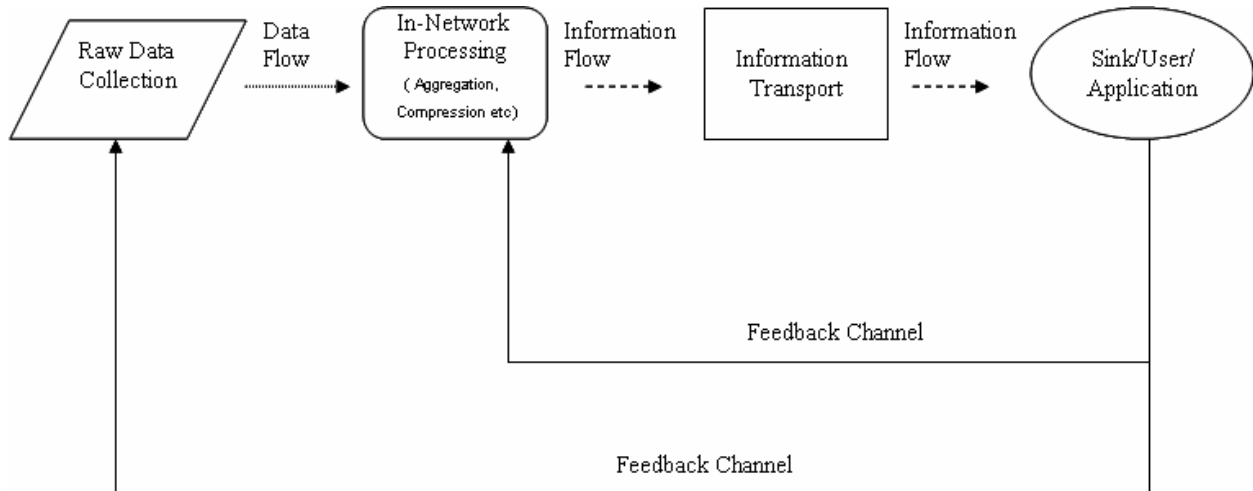 Raw Data
Collection
Data
Flow
In-Network
Processing
( Aggregation,
Compression etc)
Information
Flow
Information
Transport
Information
Flow
Sink/User/
Application
Feedback Channel
Feedback Channel